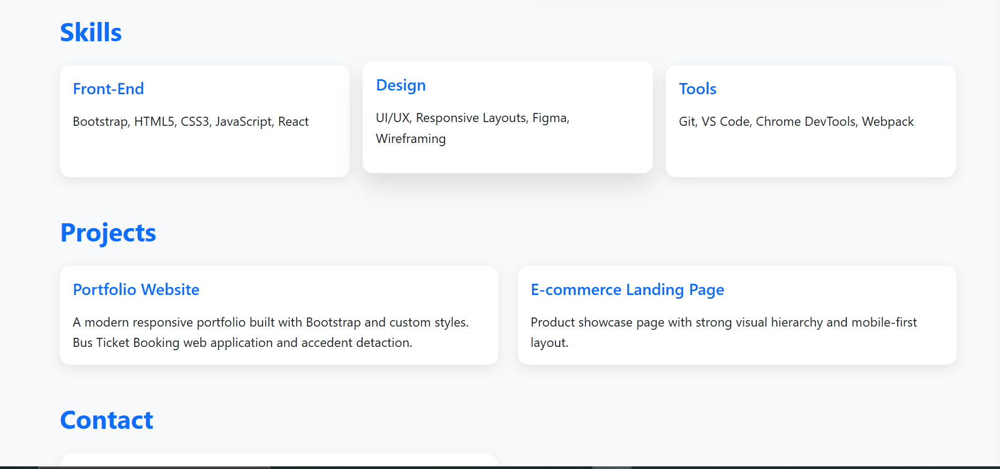 Skills
Front-End
Bootstrap, HTML5, CSS3, JavaScript, React
Design
UI/UX, Responsive Layouts, Figma,
Wireframing
Tools
Git, VS Code, Chrome DevTools, Webpack
Projects
Portfolio Website
A modern responsive portfolio built with Bootstrap and custom styles.
Bus Ticket Booking web application and accedent detaction.
E-commerce Landing Page
Product showcase page with strong visual hierarchy and mobile-first
layout.
Contact